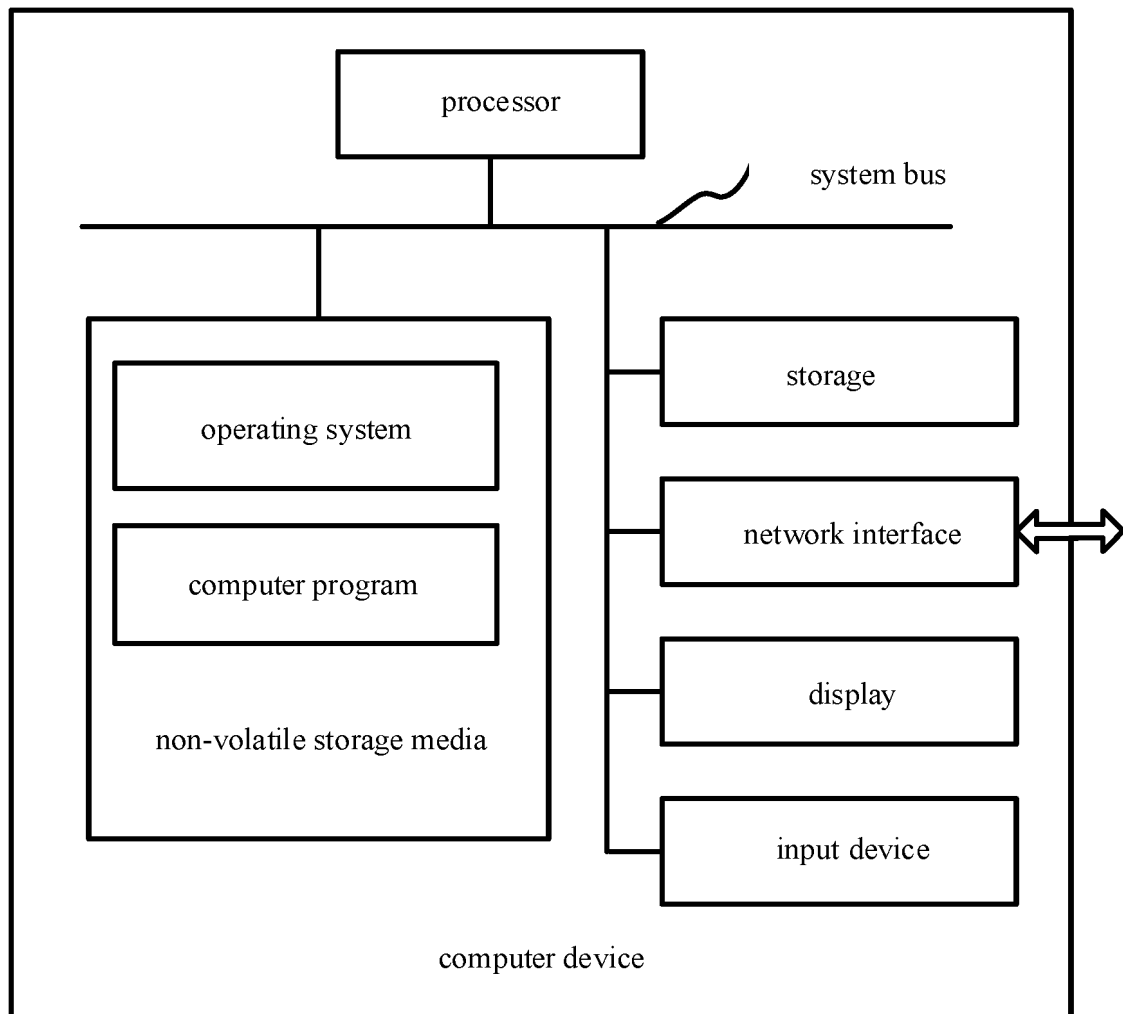 processor
system bus
storage
operating system
network interface
computer program
display
non-volatile storage media
input device
computer device